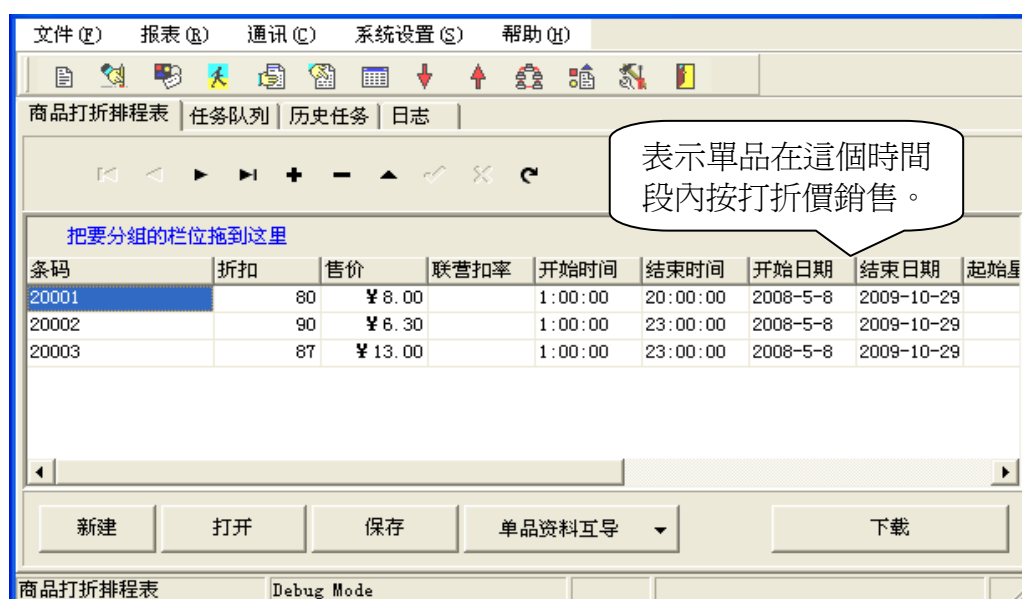 文件(F) 报表(R) 通讯(C) 系统设置(S) 帮助(H)
商品打折排程表 任务队列 历史任务 日志
表示單品在這個時間
段內按打折價銷售。
把要分组的栏位拖到这里
条码 折扣 售价 联营扣率 开始时间 结束时间 开始日期 结束日期 起始星
20001 80 ¥8.00 1:00:00 20:00:00 2008-5-8 2009-10-29
20002 90 ¥6.30 1:00:00 23:00:00 2008-5-8 2009-10-29
20003 87 ¥13.00 1:00:00 23:00:00 2008-5-8 2009-10-29
新建 打开 保存 单品资料互导 下载
商品打折排程表 Debug Mode